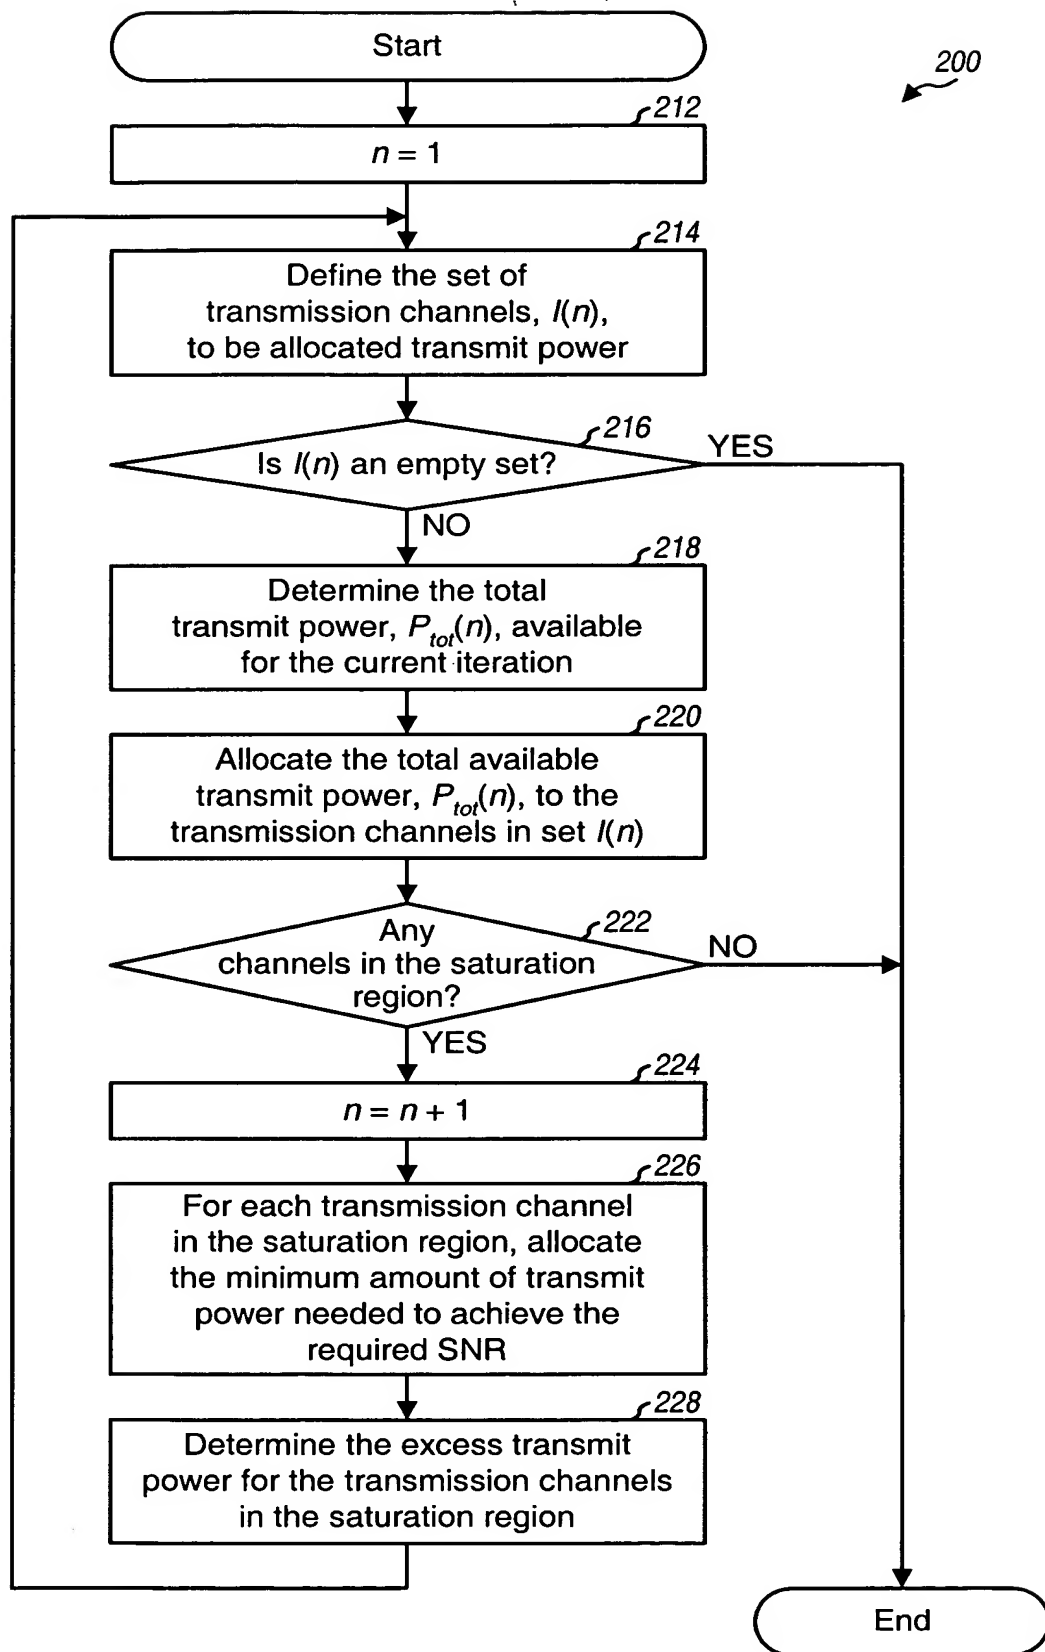 Start
200
212
n = 1
214
Define the set of
transmission channels, I(n),
to be allocated transmit power
216
Is I(n) an empty set?
YES
NO
218
Determine the total
transmit power, Ptot(n), available
for the current iteration
220
Allocate the total available
transmit power, Ptot(n), to the
transmission channels in set I(n)
222
Any
channels in the saturation
region?
NO
YES
224
n = n + 1
226
For each transmission channel
in the saturation region, allocate
the minimum amount of transmit
power needed to achieve the
required SNR
228
Determine the excess transmit
power for the transmission channels
in the saturation region
End